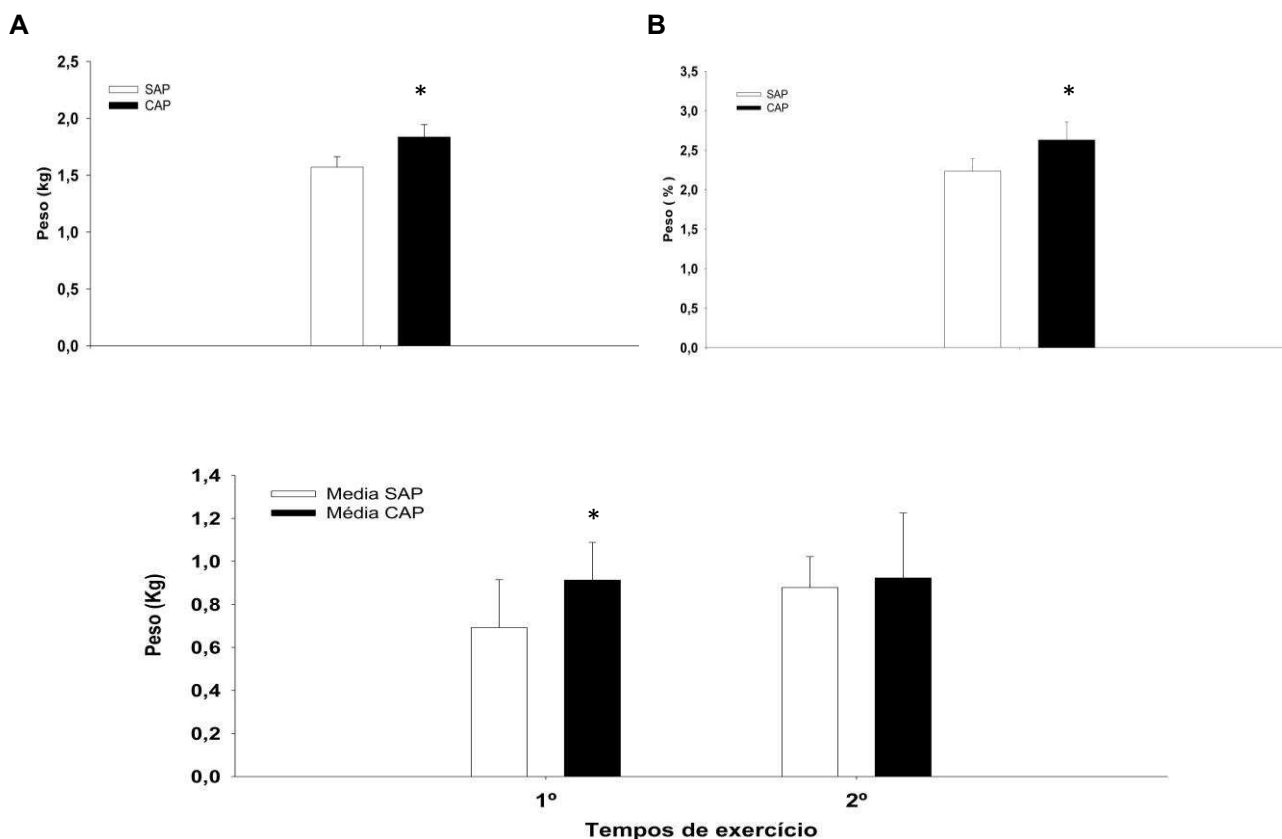 A
Peso (kg)
2,5
2,0
1,5
1,0
0,5
0,0
SAP
CAP
*
B
Peso ( % )
3,5
3,0
2,5
2,0
1,5
1,0
0,5
0,0
SAP
CAP
*
Peso (Kg)
1,4
1,2
1,0
0,8
0,6
0,4
0,2
0,0
Media SAP
Média CAP
*
1º 2º
Tempos de exercício